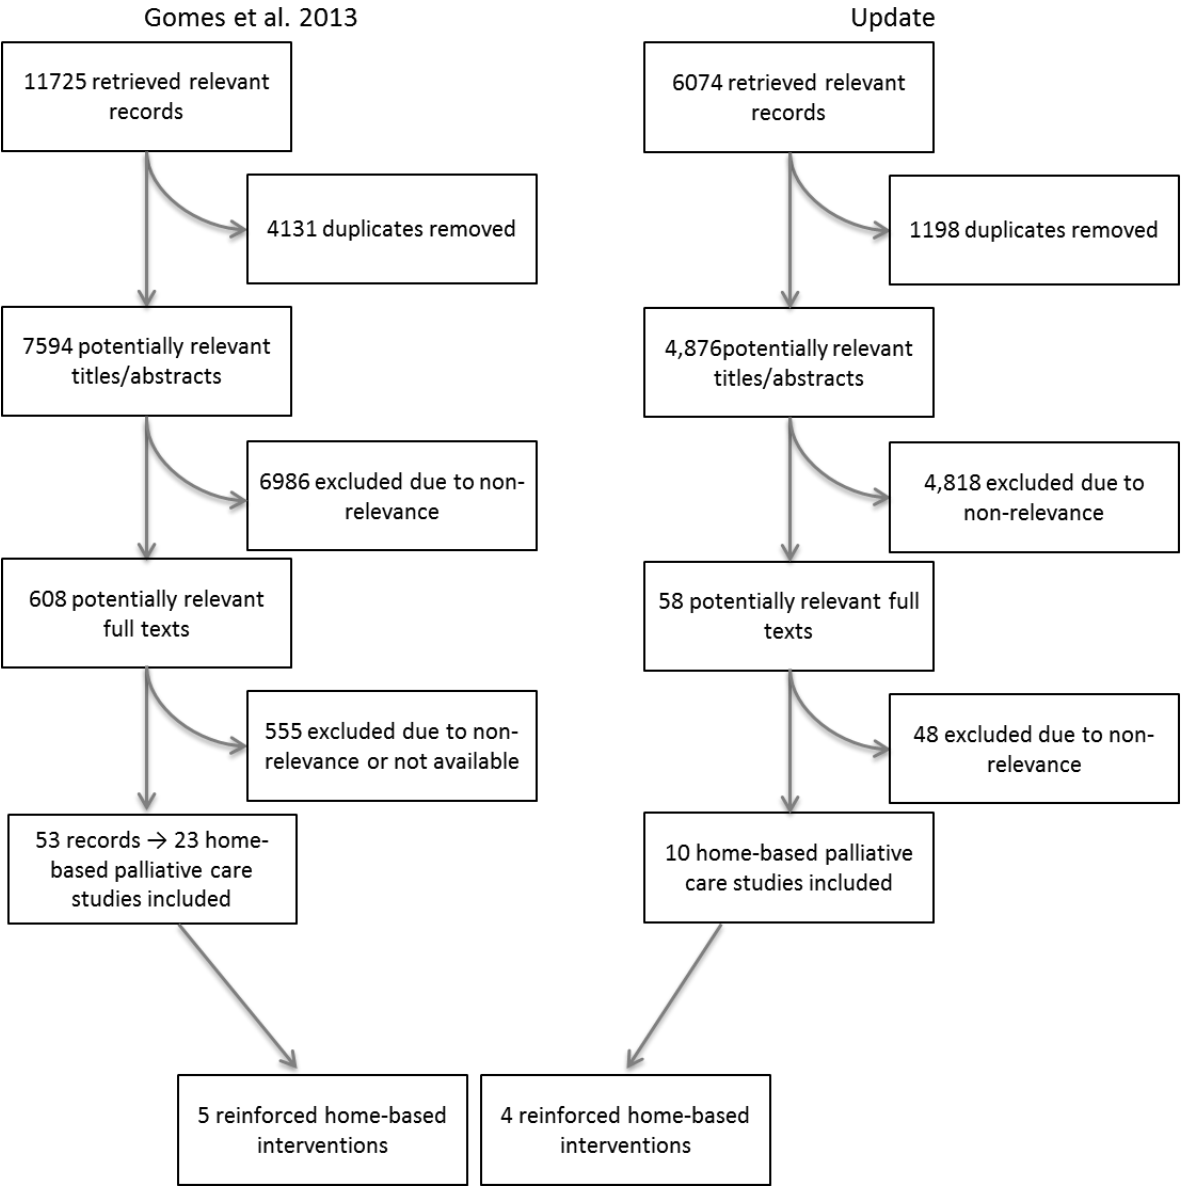 Gomes et al. 2013
11725 retrieved relevant
records
4131 duplicates removed
7594 potentially relevant
titles/abstracts
6986 excluded due to non-
relevance
608 potentially relevant
full texts
555 excluded due to non-
relevance or not available
53 records → 23 home-
based palliative care
studies included
5 reinforced home-based
interventions
Update
6074 retrieved relevant
records
1198 duplicates removed
4,876potentially relevant
titles/abstracts
4,818 excluded due to
non-relevance
58 potentially relevant full
texts
48 excluded due to non-
relevance
10 home-based palliative
care studies included
4 reinforced home-based
interventions